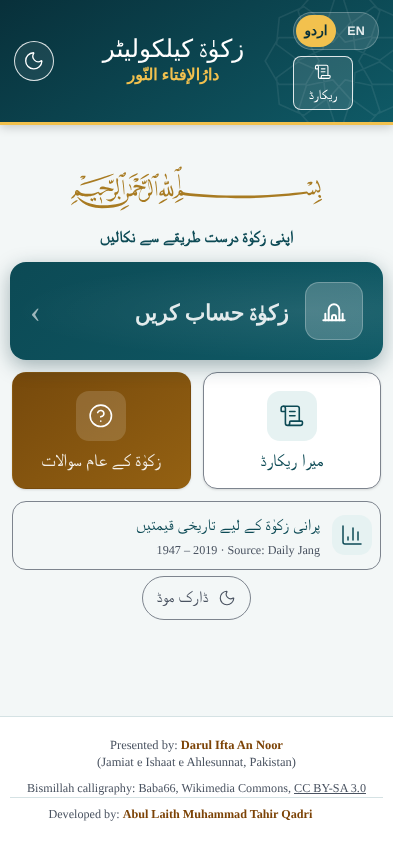 اردو EN
ریکارڈ
زکوٰۃ کیلکولیٹر
دارُالإفتاء النّور
بِسْمِ اللهِ الرَّحْمٰنِ الرَّحِيْمِ
اپنی زکوٰۃ درست طریقے سے نکالیں
زکوٰۃ حساب کریں
میرا ریکارڈ
زکوٰۃ کے عام سوالات
پرانی زکوٰۃ کے لیے تاریخی قیمتیں
1947 – 2019 · Source: Daily Jang
ڈارک موڈ
Presented by: Darul Ifta An Noor
(Jamiat e Ishaat e Ahlesunnat, Pakistan)
Bismillah calligraphy: Baba66, Wikimedia Commons, CC BY-SA 3.0
Developed by: Abul Laith Muhammad Tahir Qadri